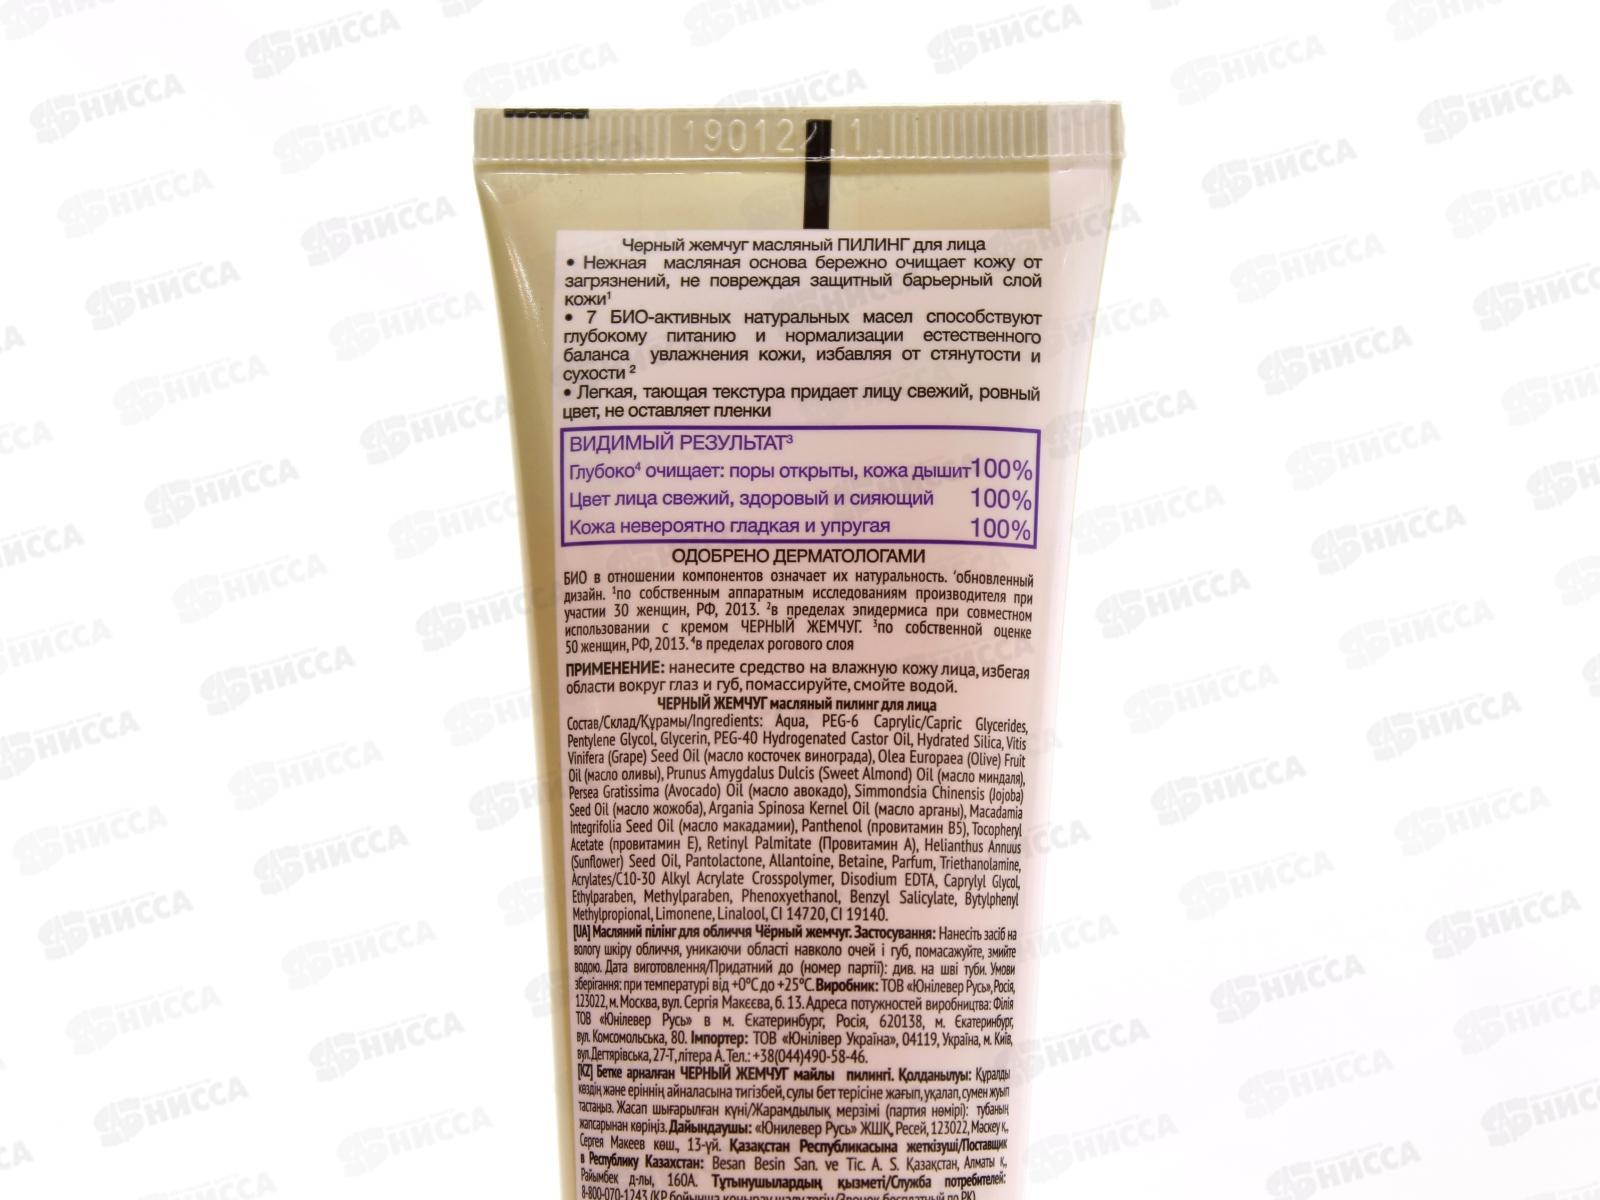 190122 1
Черный жемчуг масляный ПИЛИНГ для лица
• Нежная масляная основа бережно очищает кожу от
загрязнений, не повреждая защитный барьерный слой
кожи¹
• 7 БИО-активных натуральных масел способствуют
глубокому питанию и нормализации естественного
баланса увлажнения кожи, избавляя от стянутости и
сухости ²
• Легкая, тающая текстура придает лицу свежий, ровный
цвет, не оставляет пленки
ВИДИМЫЙ РЕЗУЛЬТАТ³
Глубоко⁴ очищает: поры открыты, кожа дышит 100%
Цвет лица свежий, здоровый и сияющий 100%
Кожа невероятно гладкая и упругая 100%
ОДОБРЕНО ДЕРМАТОЛОГАМИ
БИО в отношении компонентов означает их натуральность. ‘обновленный
дизайн. ¹по собственным аппаратным исследованиям производителя при
участии 30 женщин, РФ, 2013. ²в пределах эпидермиса при совместном
использовании с кремом ЧЕРНЫЙ ЖЕМЧУГ. ³по собственной оценке
50 женщин, РФ, 2013. ⁴в пределах рогового слоя
ПРИМЕНЕНИЕ: нанесите средство на влажную кожу лица, избегая
области вокруг глаз и губ, помассируйте, смойте водой.
ЧЕРНЫЙ ЖЕМЧУГ масляный пилинг для лица
Состав/Склад/Құрамы/Ingredients: Aqua, PEG-6 Caprylic/Capric Glycerides,
Pentylene Glycol, Glycerin, PEG-40 Hydrogenated Castor Oil, Hydrated Silica, Vitis
Vinifera (Grape) Seed Oil (масло косточек винограда), Olea Europaea (Olive) Fruit
Oil (масло оливы), Prunus Amygdalus Dulcis (Sweet Almond) Oil (масло миндаля),
Persea Gratissima (Avocado) Oil (масло авокадо), Simmondsia Chinensis (Jojoba)
Seed Oil (масло жожоба), Argania Spinosa Kernel Oil (масло арганы), Macadamia
Integrifolia Seed Oil (масло макадамии), Panthenol (провитамин B5), Tocopheryl
Acetate (провитамин E), Retinyl Palmitate (Провитамин A), Helianthus Annuus
(Sunflower) Seed Oil, Pantolactone, Allantoine, Betaine, Parfum, Triethanolamine,
Acrylates/C10-30 Alkyl Acrylate Crosspolymer, Disodium EDTA, Caprylyl Glycol,
Ethylparaben, Methylparaben, Phenoxyethanol, Benzyl Salicylate, Bytylphenyl
Methylpropional, Limonene, Linalool, CI 14720, CI 19140.
[UA] Масляний пілінг для обличчя Чёрный жемчуг. Застосування: Нанесіть засіб на
вологу шкіру обличчя, уникаючи області навколо очей і губ, помасажуйте, змийте
водою. Дата виготовлення/Придатний до (номер партії): див. на шві туби. Умови
зберігання: при температурі від +0°С до +25°С. Виробник: ТОВ «Юнілевер Русь», Росія,
123022, м. Москва, вул. Сергія Макєєва, б. 13. Адреса потужностей виробництва: Філія
ТОВ «Юнілевер Русь» в м. Єкатеринбург, Росія, 620138, м. Єкатеринбург,
вул. Комсомольська, 80. Імпортер: ТОВ «Юнілівер Україна», 04119, Україна, м. Київ,
вул. Дегтярівська, 27-Т, літера А. Тел.: +38(044)490-58-46.
[KZ] Бетке арналған ЧЕРНЫЙ ЖЕМЧУГ майлы пилингі. Қолданылуы: Құралды
көздің және еріннің айналасына тигізбей, сулы бет терісіне жағып, уқалап, сумен жуып
тастаңыз. Жасап шығарылған күні/Жарамдылық мерзімі (партия нөмірі): тубаның
жапсарынан көріңіз. Дайындаушы: «Юнилевер Русь» ЖШҚ, Ресей, 123022, Мәскеу қ.,
Сергея Макеев көш., 13-үй. Қазақстан Республикасына жеткізуші/Поставщик
в Республику Казахстан: Besan Besin San. ve Tic. A. S. Қазақстан, Алматы қ.,
Райымбек д-лы, 160А. Тұтынушылардың қызметі/Служба потребителей:
8-800-070-1243 (ҚР бойынша қоңырау шалу тегін/Звонок бесплатный по РК)
НИССА